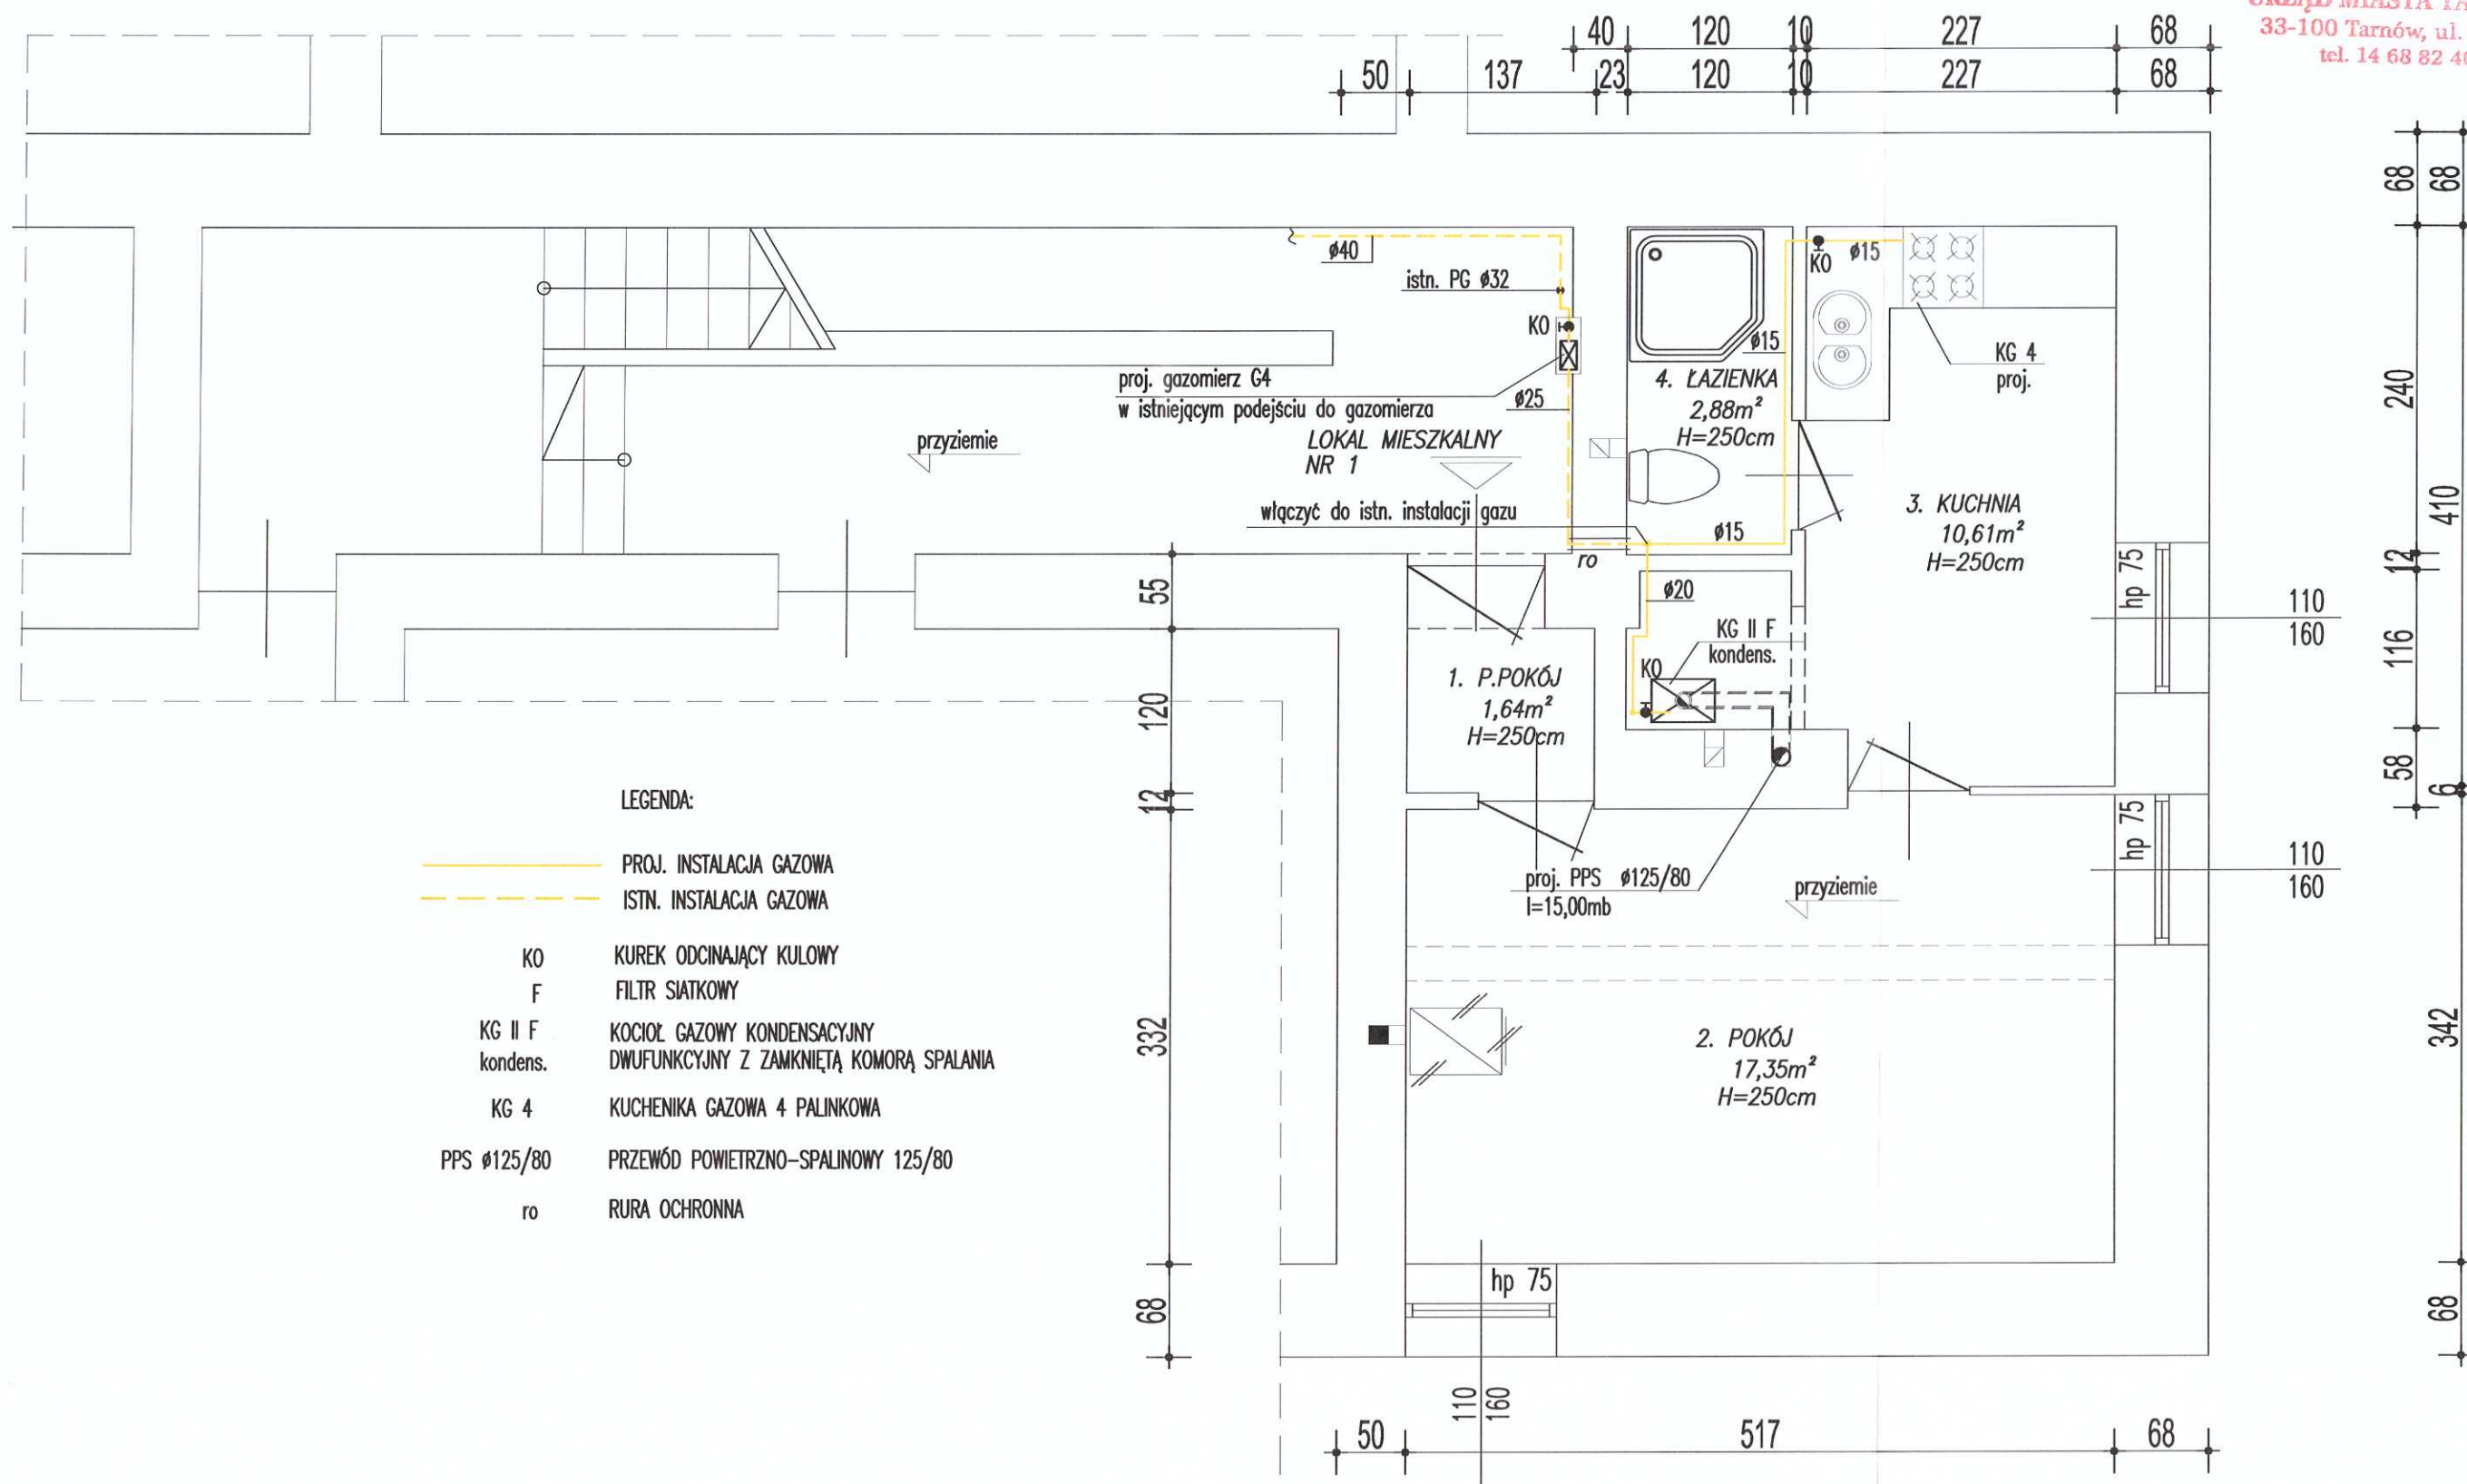 URZĄD MIASTA
33-100 Tarnów, ul.
tel. 14 68 82
40 120 10 227 68
50 137 23 120 10 227 68
68 68
240
410
12
116
58
6
342
68
ø40
istn. PG ø32
KO
proj. gazomierz G4
w istniejącym podejściu do gazomierza
ø25
LOKAL MIESZKALNY
NR 1
przyziemie
włączyć do istn. instalacji gazu
ro
ø15
4. ŁAZIENKA
2,88m²
H=250cm
ø15
KO
ø15
KG 4
proj.
3. KUCHNIA
10,61m²
H=250cm
hp 75
110
160
ø20
KG II F
kondens.
KO
1. P.POKÓJ
1,64m²
H=250cm
hp 75
110
160
proj. PPS ø125/80
l=15,00mb
przyziemie
2. POKÓJ
17,35m²
H=250cm
hp 75
110
160
55
120
12
332
68
50 517 68
LEGENDA:
PROJ. INSTALACJA GAZOWA
ISTN. INSTALACJA GAZOWA
KO KUREK ODCINAJĄCY KULOWY
F FILTR SIATKOWY
KG II F KOCIOŁ GAZOWY KONDENSACYJNY
kondens. DWUFUNKCYJNY Z ZAMKNIĘTĄ KOMORĄ SPALANIA
KG 4 KUCHENIKA GAZOWA 4 PALINKOWA
PPS ø125/80 PRZEWÓD POWIETRZNO-SPALINOWY 125/80
ro RURA OCHRONNA